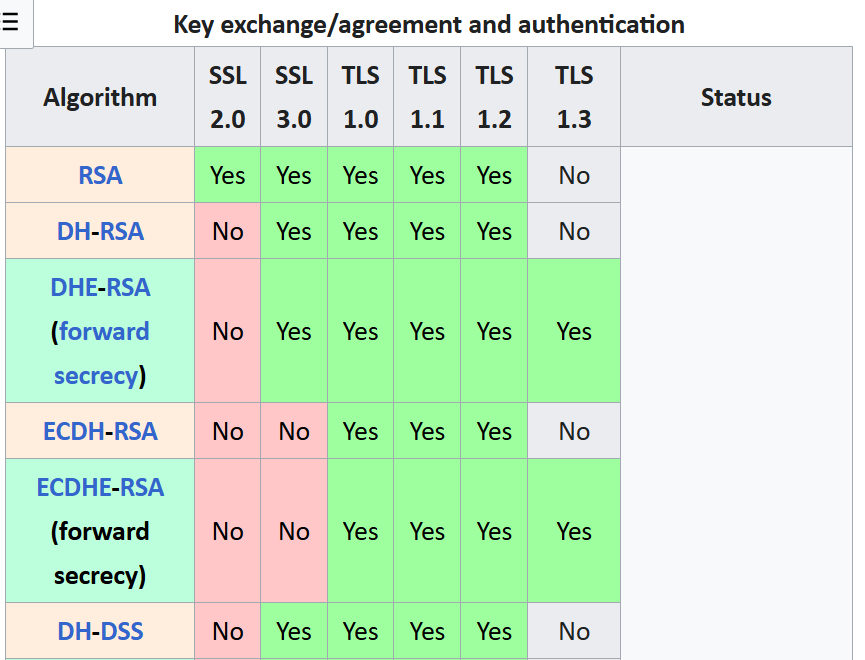 Key exchange/agreement and authentication
Algorithm SSL 2.0 SSL 3.0 TLS 1.0 TLS 1.1 TLS 1.2 TLS 1.3 Status
RSA Yes Yes Yes Yes Yes No
DH-RSA No Yes Yes Yes Yes No
DHE-RSA (forward secrecy) No Yes Yes Yes Yes Yes
ECDH-RSA No No Yes Yes Yes No
ECDHE-RSA (forward secrecy) No No Yes Yes Yes Yes
DH-DSS No Yes Yes Yes Yes No